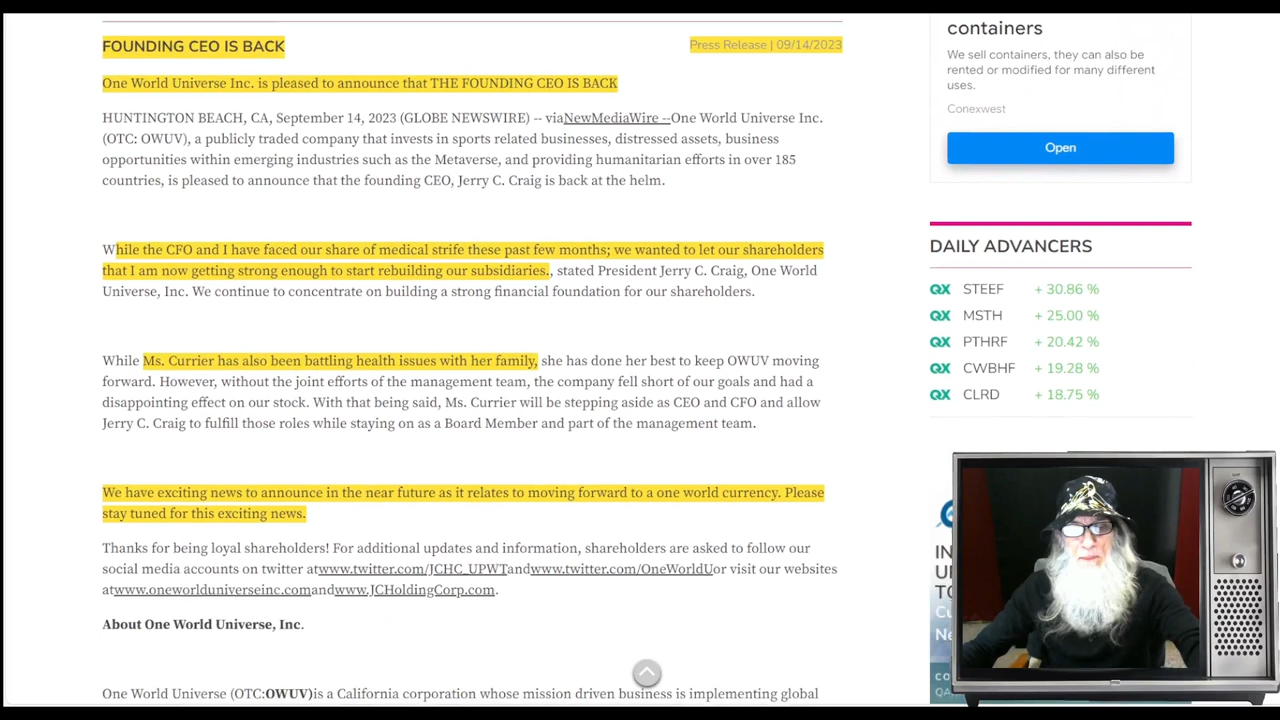 FOUNDING CEO IS BACK
Press Release | 09/14/2023
One World Universe Inc. is pleased to announce that THE FOUNDING CEO IS BACK
HUNTINGTON BEACH, CA, September 14, 2023 (GLOBE NEWSWIRE) -- viaNewMediaWire --One World Universe Inc.
(OTC: OWUV), a publicly traded company that invests in sports related businesses, distressed assets, business
opportunities within emerging industries such as the Metaverse, and providing humanitarian efforts in over 185
countries, is pleased to announce that the founding CEO, Jerry C. Craig is back at the helm.
While the CFO and I have faced our share of medical strife these past few months; we wanted to let our shareholders
that I am now getting strong enough to start rebuilding our subsidiaries., stated President Jerry C. Craig, One World
Universe, Inc. We continue to concentrate on building a strong financial foundation for our shareholders.
While Ms. Currier has also been battling health issues with her family, she has done her best to keep OWUV moving
forward. However, without the joint efforts of the management team, the company fell short of our goals and had a
disappointing effect on our stock. With that being said, Ms. Currier will be stepping aside as CEO and CFO and allow
Jerry C. Craig to fulfill those roles while staying on as a Board Member and part of the management team.
We have exciting news to announce in the near future as it relates to moving forward to a one world currency. Please
stay tuned for this exciting news.
Thanks for being loyal shareholders! For additional updates and information, shareholders are asked to follow our
social media accounts on twitter atwww.twitter.com/JCHC_UPWTandwww.twitter.com/OneWorldUor visit our websites
atwww.oneworlduniverseinc.comandwww.JCHoldingCorp.com.
About One World Universe, Inc.
One World Universe (OTC:OWUV)is a California corporation whose mission driven business is implementing global
containers
We sell containers, they can also be
rented or modified for many different
uses.
Conexwest
Open
DAILY ADVANCERS
QX STEEF + 30.86 %
QX MSTH + 25.00 %
QX PTHRF + 20.42 %
QX CWBHF + 19.28 %
QX CLRD + 18.75 %